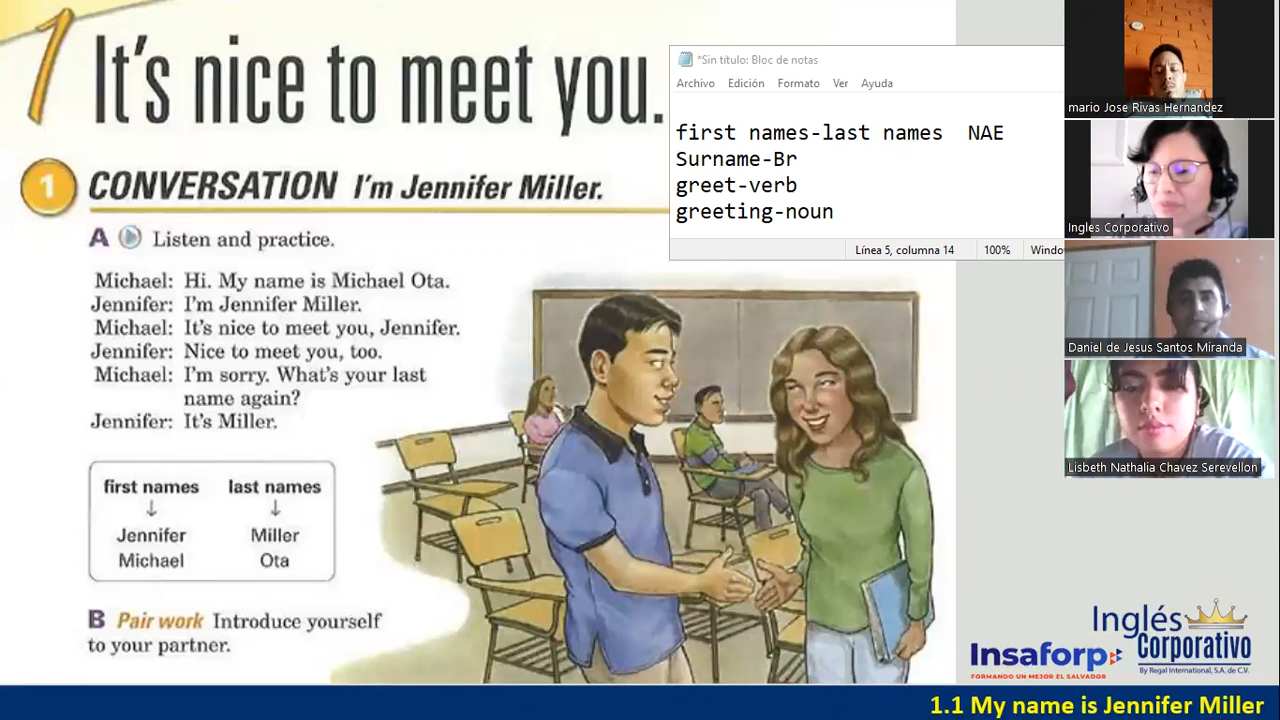 1
It's nice to meet you.
1 CONVERSATION I'm Jennifer Miller.
A Listen and practice.
Michael: Hi. My name is Michael Ota.
Jennifer: I'm Jennifer Miller.
Michael: It's nice to meet you, Jennifer.
Jennifer: Nice to meet you, too.
Michael: I'm sorry. What's your last
name again?
Jennifer: It's Miller.
first names last names
↓ ↓
Jennifer Miller
Michael Ota
B Pair work Introduce yourself
to your partner.
*Sin título: Bloc de notas
Archivo Edición Formato Ver Ayuda
first names-last names NAE
Surname-Br
greet-verb
greeting-noun
Línea 5, columna 14 100% Windo
mario Jose Rivas Hernandez
Ingles Corporativo
Daniel de Jesus Santos Miranda
Lisbeth Nathalia Chavez Serevellon
Insaforp
FORMANDO UN MEJOR EL SALVADOR
Inglés
Corporativo
By Regal International, S.A. de C.V.
1.1 My name is Jennifer Miller